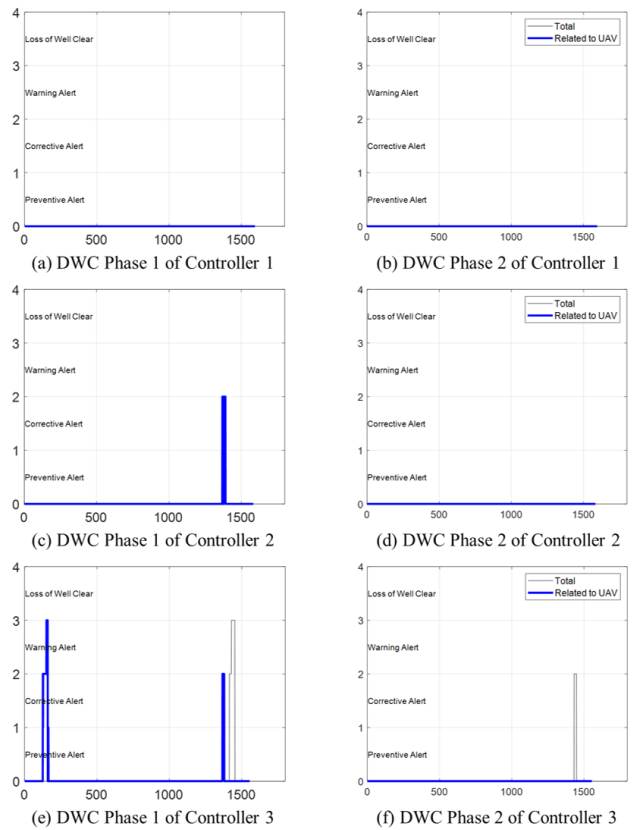 4
Loss of Well Clear
3
Warning Alert
2
Corrective Alert
1
Preventive Alert
0
0 500 1000 1500
(a) DWC Phase 1 of Controller 1
4
Total
Related to UAV
Loss of Well Clear
3
Warning Alert
2
Corrective Alert
1
Preventive Alert
0
0 500 1000 1500
(b) DWC Phase 2 of Controller 1
4
Loss of Well Clear
3
Warning Alert
2
Corrective Alert
1
Preventive Alert
0
0 500 1000 1500
(c) DWC Phase 1 of Controller 2
4
Total
Related to UAV
Loss of Well Clear
3
Warning Alert
2
Corrective Alert
1
Preventive Alert
0
0 500 1000 1500
(d) DWC Phase 2 of Controller 2
4
Loss of Well Clear
3
Warning Alert
2
Corrective Alert
1
Preventive Alert
0
0 500 1000 1500
(e) DWC Phase 1 of Controller 3
4
Total
Related to UAV
Loss of Well Clear
3
Warning Alert
2
Corrective Alert
1
Preventive Alert
0
0 500 1000 1500
(f) DWC Phase 2 of Controller 3